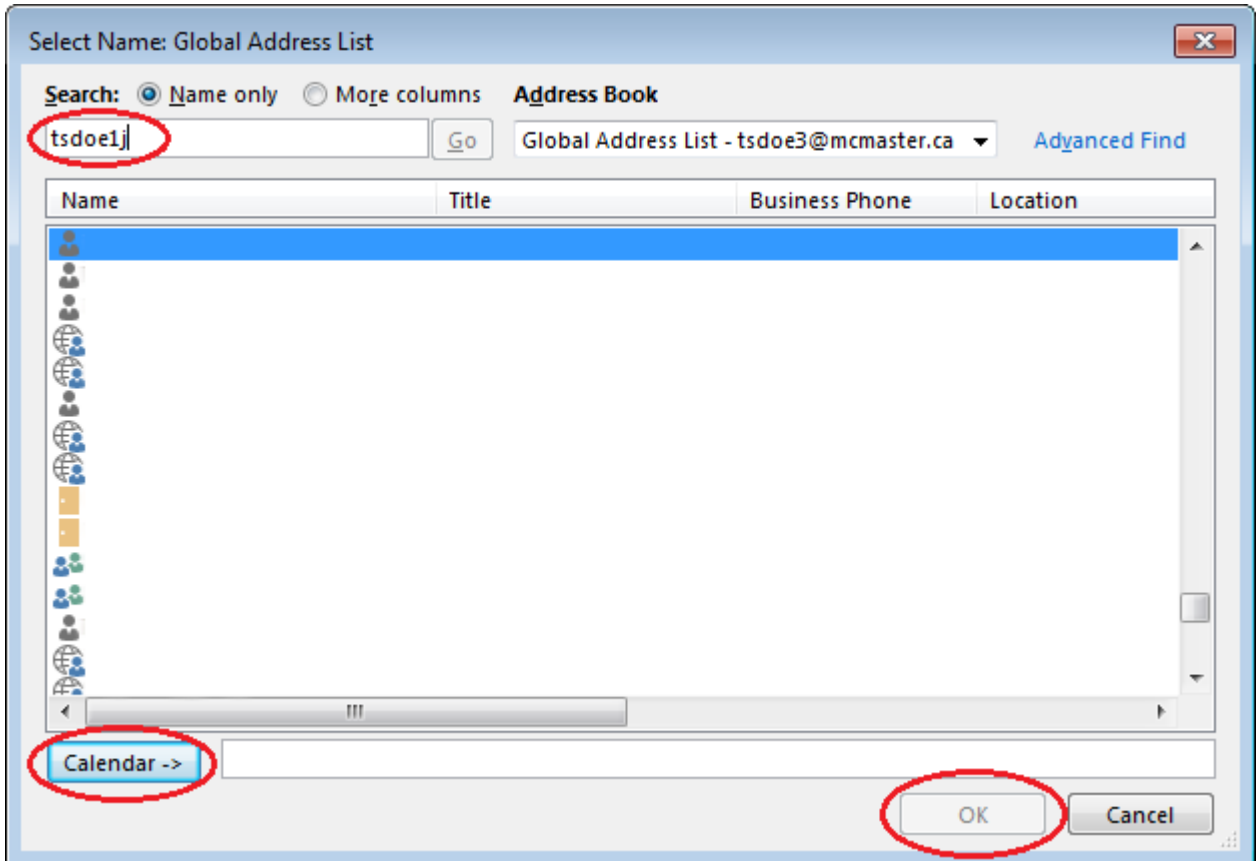 Select Name: Global Address List
Search: Name only More columns Address Book
tsdoe1j Go Global Address List - tsdoe3@mcmaster.ca Advanced Find
Name Title Business Phone Location
Calendar ->
OK Cancel